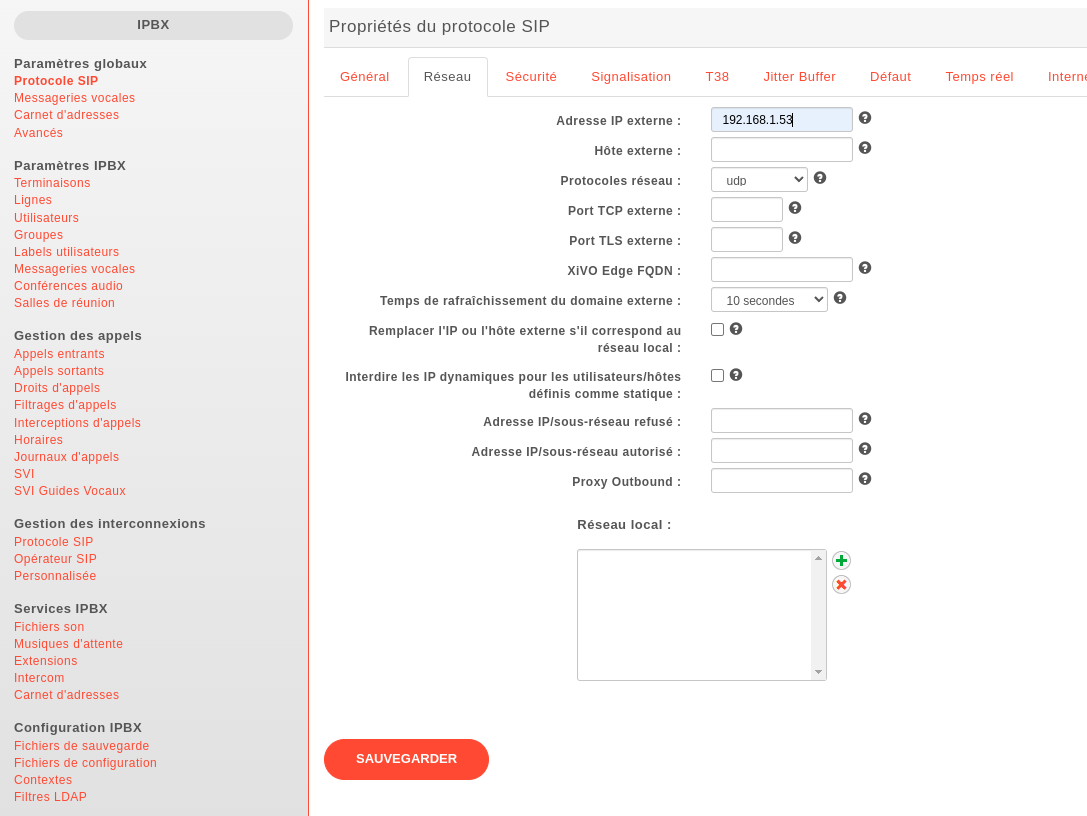 IPBX
Paramètres globaux
Protocole SIP
Messageries vocales
Carnet d'adresses
Avancés
Paramètres IPBX
Terminaisons
Lignes
Utilisateurs
Groupes
Labels utilisateurs
Messageries vocales
Conférences audio
Salles de réunion
Gestion des appels
Appels entrants
Appels sortants
Droits d'appels
Filtrages d'appels
Interceptions d'appels
Horaires
Journaux d'appels
SVI
SVI Guides Vocaux
Gestion des interconnexions
Protocole SIP
Opérateur SIP
Personnalisée
Services IPBX
Fichiers son
Musiques d'attente
Extensions
Intercom
Carnet d'adresses
Configuration IPBX
Fichiers de sauvegarde
Fichiers de configuration
Contextes
Filtres LDAP
Propriétés du protocole SIP
Général Réseau Sécurité Signalisation T38 Jitter Buffer Défaut Temps réel Interne
Adresse IP externe : 192.168.1.53
Hôte externe :
Protocoles réseau : udp
Port TCP externe :
Port TLS externe :
XiVO Edge FQDN :
Temps de rafraîchissement du domaine externe : 10 secondes
Remplacer l'IP ou l'hôte externe s'il correspond au
réseau local :
Interdire les IP dynamiques pour les utilisateurs/hôtes
définis comme statique :
Adresse IP/sous-réseau refusé :
Adresse IP/sous-réseau autorisé :
Proxy Outbound :
Réseau local :
SAUVEGARDER